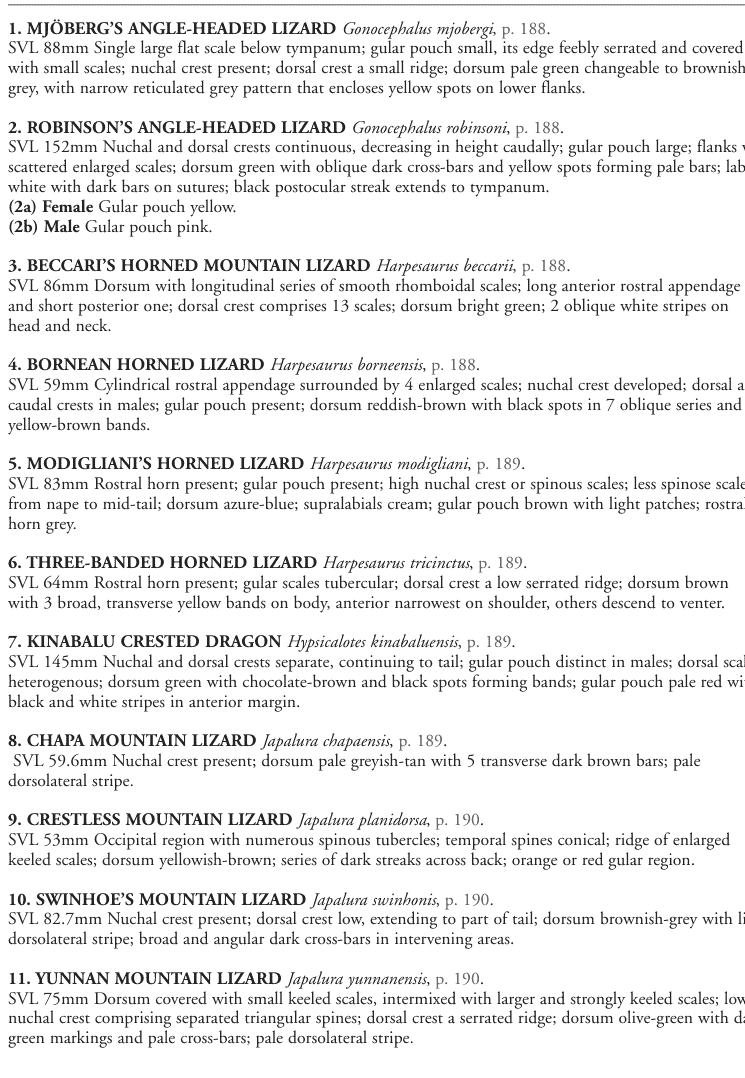 1. MJÖBERG'S ANGLE-HEADED LIZARD Gonocephalus mjobergi, p. 188.
SVL 88mm Single large flat scale below tympanum; gular pouch small, its edge feebly serrated and covered
with small scales; nuchal crest present; dorsal crest a small ridge; dorsum pale green changeable to brownish
grey, with narrow reticulated grey pattern that encloses yellow spots on lower flanks.
2. ROBINSON'S ANGLE-HEADED LIZARD Gonocephalus robinsoni, p. 188.
SVL 152mm Nuchal and dorsal crests continuous, decreasing in height caudally; gular pouch large; flanks
scattered enlarged scales; dorsum green with oblique dark cross-bars and yellow spots forming pale bars;
white with dark bars on sutures; black postocular streak extends to tympanum.
(2a) Female Gular pouch yellow.
(2b) Male Gular pouch pink.
3. BECCARI'S HORNED MOUNTAIN LIZARD Harpesaurus beccarii, p. 188.
SVL 86mm Dorsum with longitudinal series of smooth rhomboidal scales; long anterior rostral appendage
and short posterior one; dorsal crest comprises 13 scales; dorsum bright green; 2 oblique white stripes on
head and neck.
4. BORNEAN HORNED LIZARD Harpesaurus borneensis, p. 188.
SVL 59mm Cylindrical rostral appendage surrounded by 4 enlarged scales; nuchal crest developed; dorsal
caudal crests in males; gular pouch present; dorsum reddish-brown with black spots in 7 oblique series and
yellow-brown bands.
5. MODIGLIANI'S HORNED LIZARD Harpesaurus modigliani, p. 189.
SVL 83mm Rostral horn present; gular pouch present; high nuchal crest or spinous scales; less spinose scale
from nape to mid-tail; dorsum azure-blue; supralabials cream; gular pouch brown with light patches; rostral
horn grey.
6. THREE-BANDED HORNED LIZARD Harpesaurus tricinctus, p. 189.
SVL 64mm Rostral horn present; gular scales tubercular; dorsal crest a low serrated ridge; dorsum brown
with 3 broad, transverse yellow bands on body, anterior narrowest on shoulder, others descend to venter.
7. KINABALU CRESTED DRAGON Hypsicalotes kinabaluensis, p. 189.
SVL 145mm Nuchal and dorsal crests separate, continuing to tail; gular pouch distinct in males; dorsal
heterogenous; dorsum green with chocolate-brown and black spots forming bands; gular pouch pale red
black and white stripes in anterior margin.
8. CHAPA MOUNTAIN LIZARD Japalura chapaensis, p. 189.
SVL 59.6mm Nuchal crest present; dorsum pale greyish-tan with 5 transverse dark brown bars; pale
dorsolateral stripe.
9. CRESTLESS MOUNTAIN LIZARD Japalura planidorsa, p. 190.
SVL 53mm Occipital region with numerous spinous tubercles; temporal spines conical; ridge of enlarged
keeled scales; dorsum yellowish-brown; series of dark streaks across back; orange or red gular region.
10. SWINHOE'S MOUNTAIN LIZARD Japalura swinhonis, p. 190.
SVL 82.7mm Nuchal crest present; dorsal crest low, extending to part of tail; dorsum brownish-grey with
dorsolateral stripe; broad and angular dark cross-bars in intervening areas.
11. YUNNAN MOUNTAIN LIZARD Japalura yunnanensis, p. 190.
SVL 75mm Dorsum covered with small keeled scales, intermixed with larger and strongly keeled scales; low
nuchal crest comprising separated triangular spines; dorsal crest a serrated ridge; dorsum olive-green with
green markings and pale cross-bars; pale dorsolateral stripe.